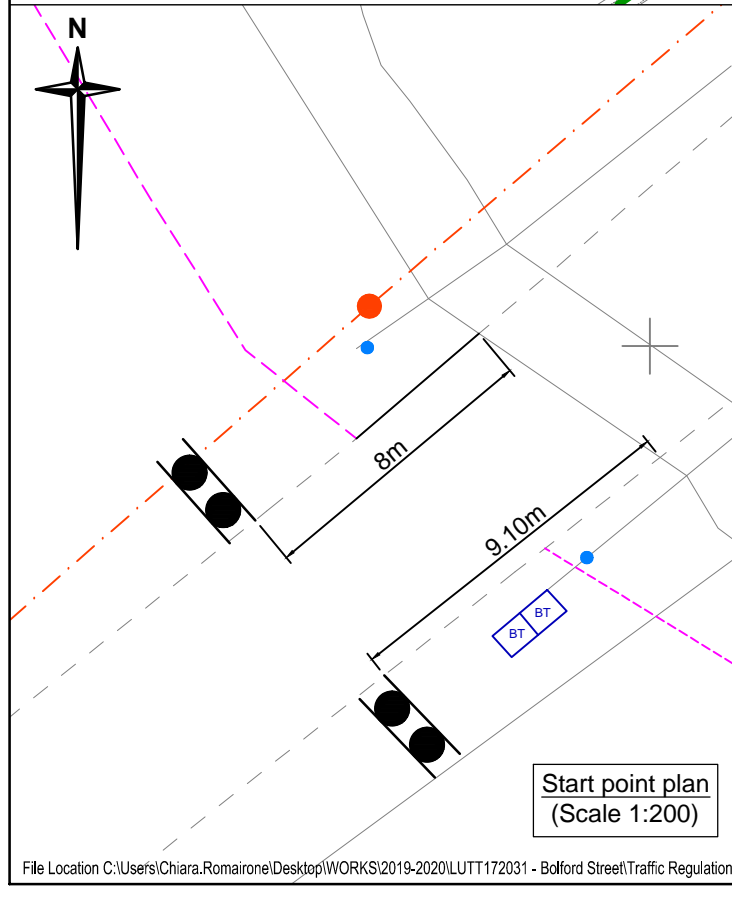 N
8m
9.10m
BT
BT
Start point plan
(Scale 1:200)
File Location C:\Users\Chiara.Romairone\Desktop\WORKS\2019-2020\LUTT172031 - Bolford Street\Traffic Regulation